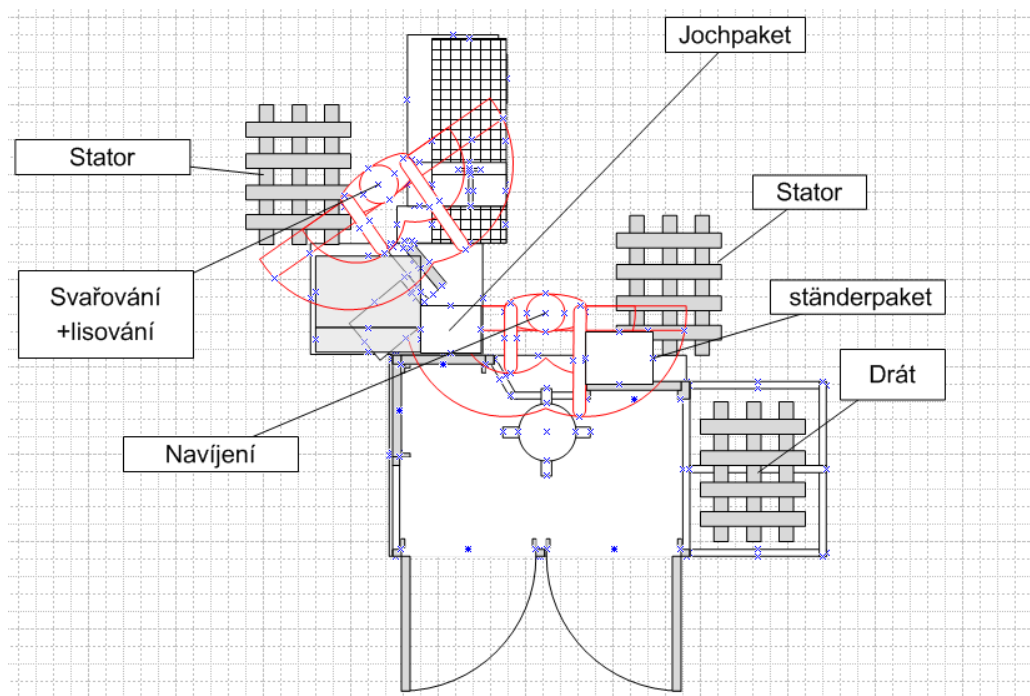 Jochpaket
Stator
Stator
Svařování
+lisování
ständerpaket
Drát
Navíjení